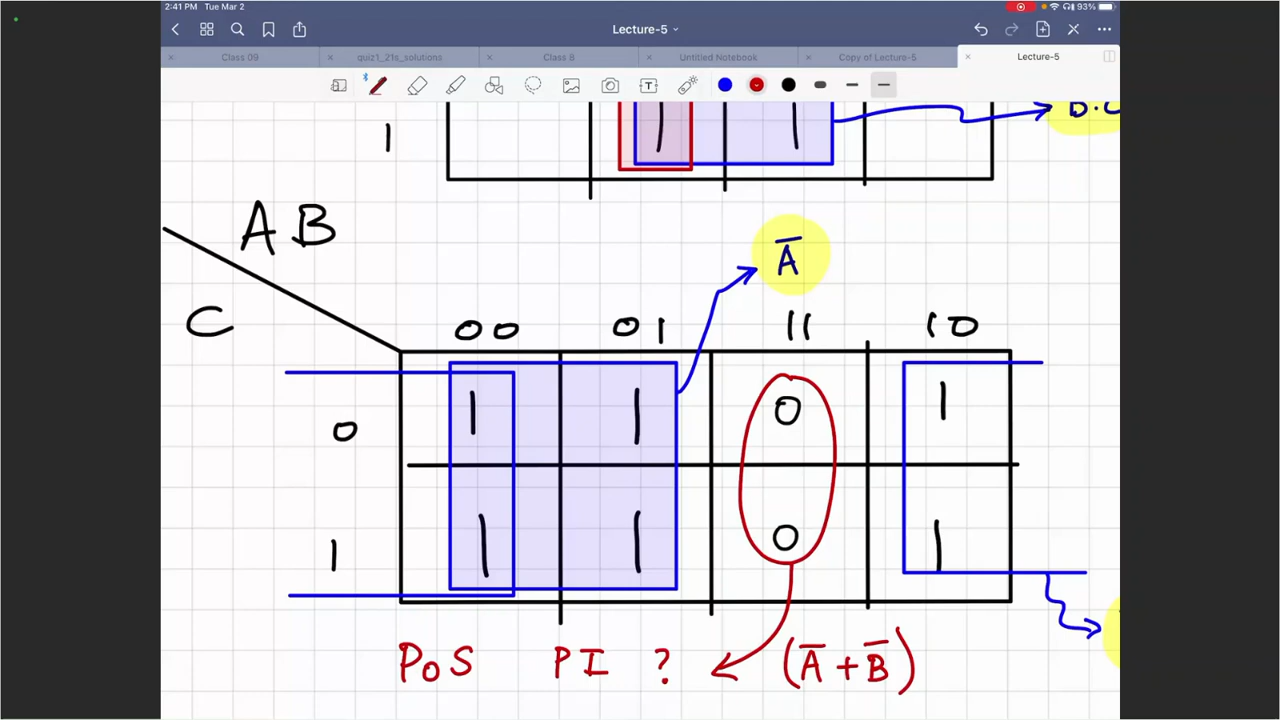 2:41 PM Tue Mar 2
93%
Lecture-5
Class 09 quiz1_21s_solutions Class 8 Untitled Notebook Copy of Lecture-5 Lecture-5
T
1 1 1
A B
Ā
C 00 01 11 10
0 1 1 0 1
1 1 1 0 1
POS PI ? (Ā + B̄)